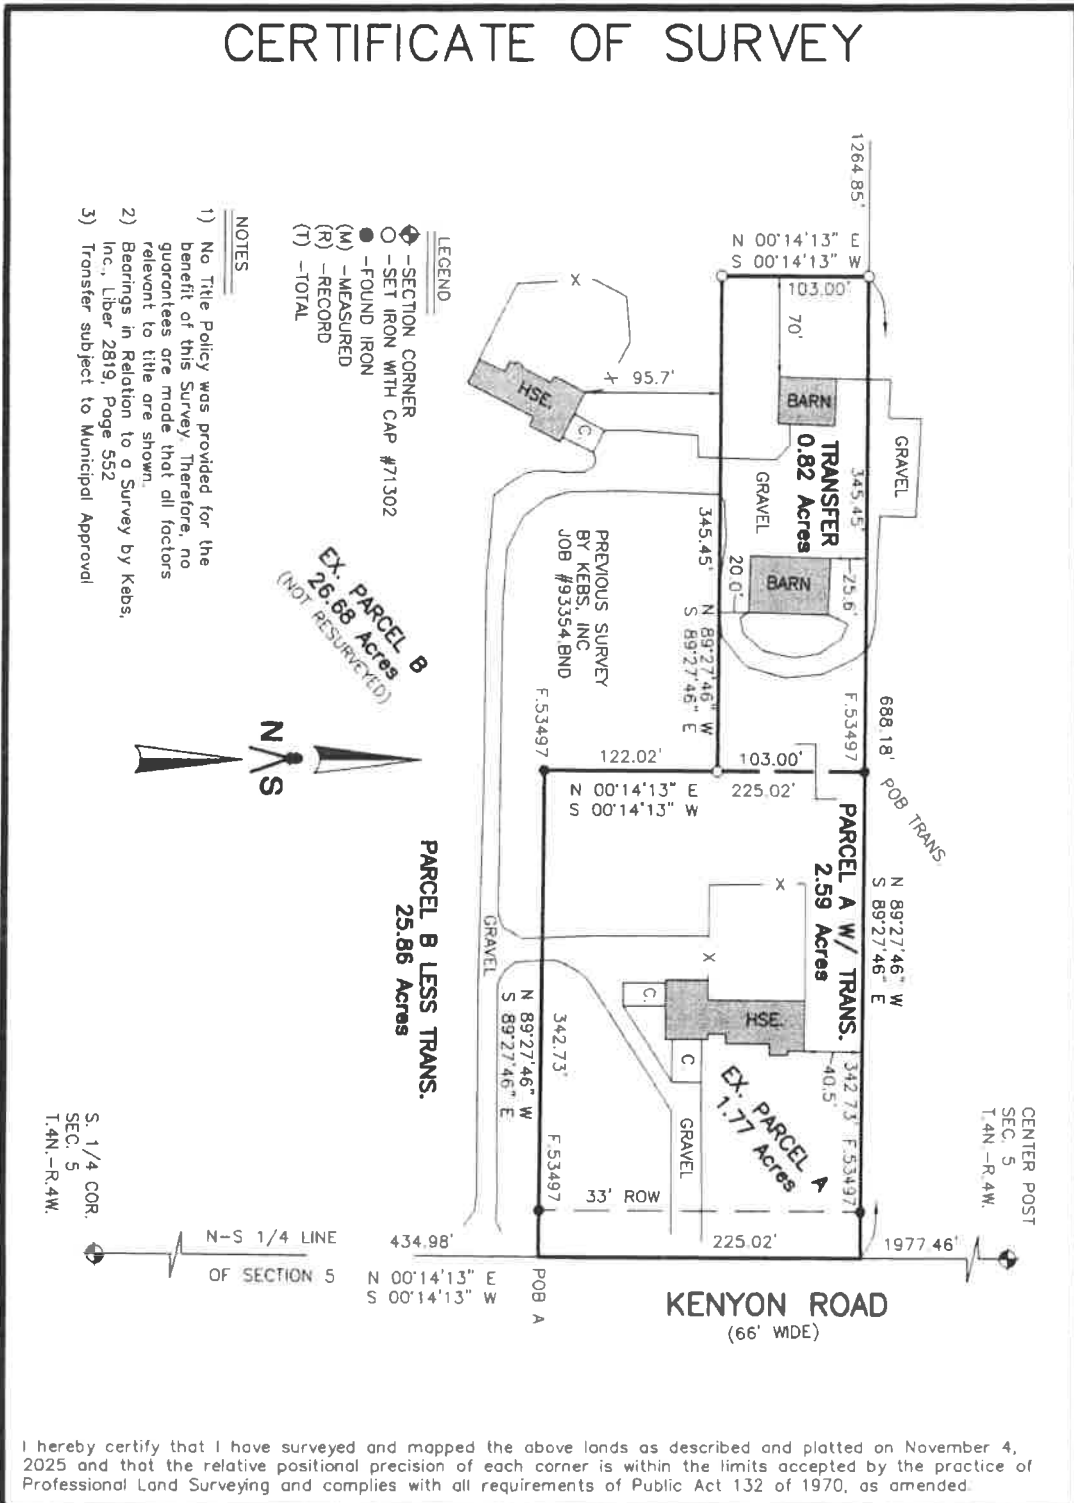 CERTIFICATE OF SURVEY
1264.85'
N 00°14'13" E
S 00°14'13" W
103.00'
70'
BARN
GRAVEL
TRANSFER
0.82 Acres
345.45'
GRAVEL
BARN
25.6'
20.0'
345.45'
N 89°27'46" W
S 89°27'46" E
HSE.
C.
X
X
95.7'
LEGEND
-SECTION CORNER
-SET IRON WITH CAP #71302
-FOUND IRON
(M) -MEASURED
(R) -RECORD
(T) -TOTAL
NOTES
1) No Title Policy was provided for the
benefit of this Survey. Therefore, no
guarantees are made that all factors
relevant to title are shown.
2) Bearings in Relation to a Survey by Kebs,
Inc., Liber 2819, Page 552
3) Transfer subject to Municipal Approval
PREVIOUS SURVEY
BY KEBS, INC
JOB #93354.BND
EX. PARCEL B
26.68 Acres
(NOT RESURVEYED)
N
S
F.53497
122.02'
103.00'
N 00°14'13" E
S 00°14'13" W
225.02'
F.53497
688.18'
POB TRANS.
N 89°27'46" W
S 89°27'46" E
PARCEL A W/ TRANS.
2.59 Acres
X
X
HSE.
C.
C
40.5'
342.73'
F.53497
EX. PARCEL A
1.77 Acres
GRAVEL
GRAVEL
PARCEL B LESS TRANS.
25.86 Acres
N 89°27'46" W
S 89°27'46" E
342.73'
F.53497
33' ROW
CENTER POST
SEC. 5
T.4N.-R.4W.
S. 1/4 COR.
SEC. 5
T.4N.-R.4W.
N-S 1/4 LINE
OF SECTION 5
434.98'
N 00°14'13" E
S 00°14'13" W
POB A
225.02'
1977.46'
KENYON ROAD
(66' WIDE)
I hereby certify that I have surveyed and mapped the above lands as described and platted on November 4,
2025 and that the relative positional precision of each corner is within the limits accepted by the practice of
Professional Land Surveying and complies with all requirements of Public Act 132 of 1970, as amended.